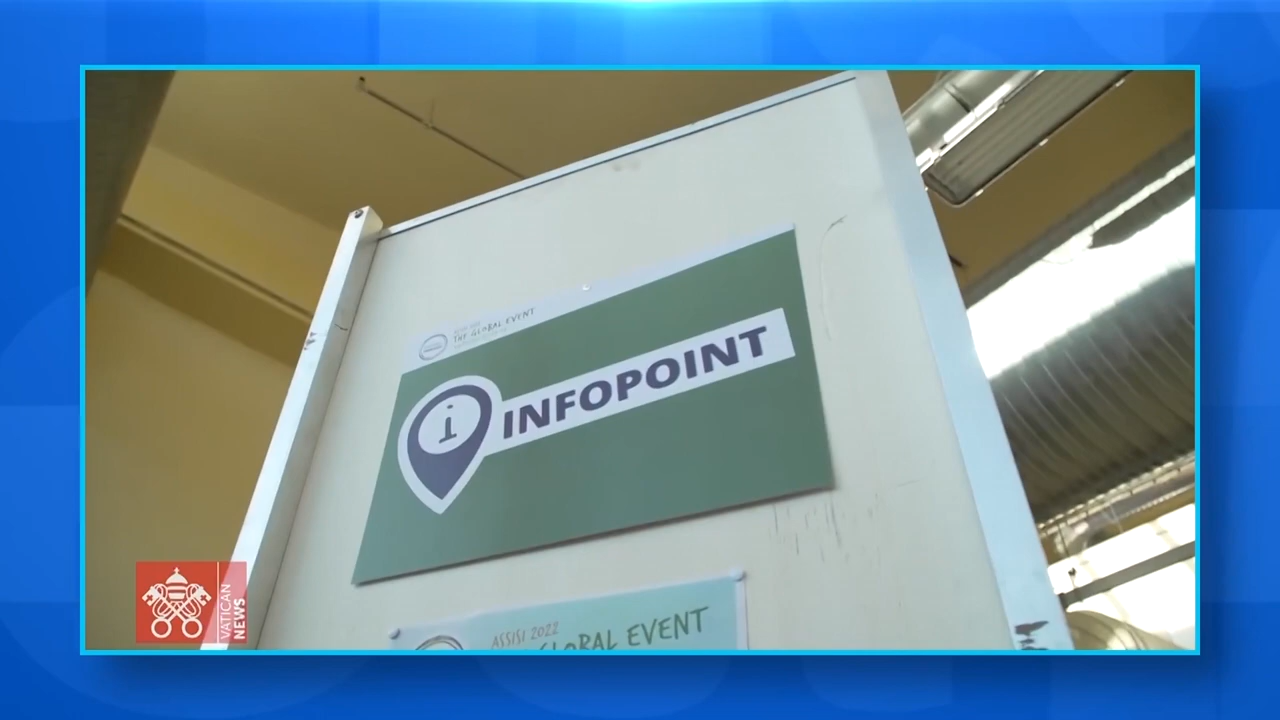 THE GLOBAL EVENT
i INFOPOINT
ASSISI 2022
GLOBAL EVENT
VATICAN
NEWS